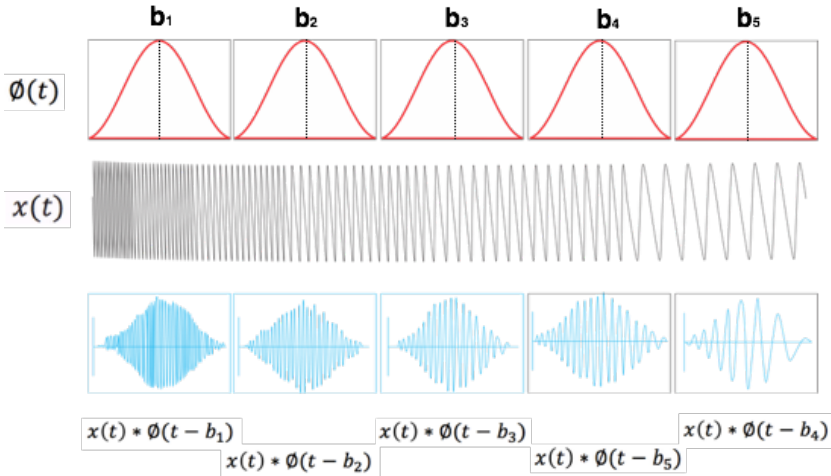 b₁ b₂ b₃ b₄ b₅
∅(t)
x(t)
x(t) * ∅(t − b₁)
x(t) * ∅(t − b₂)
x(t) * ∅(t − b₃)
x(t) * ∅(t − b₅)
x(t) * ∅(t − b₄)